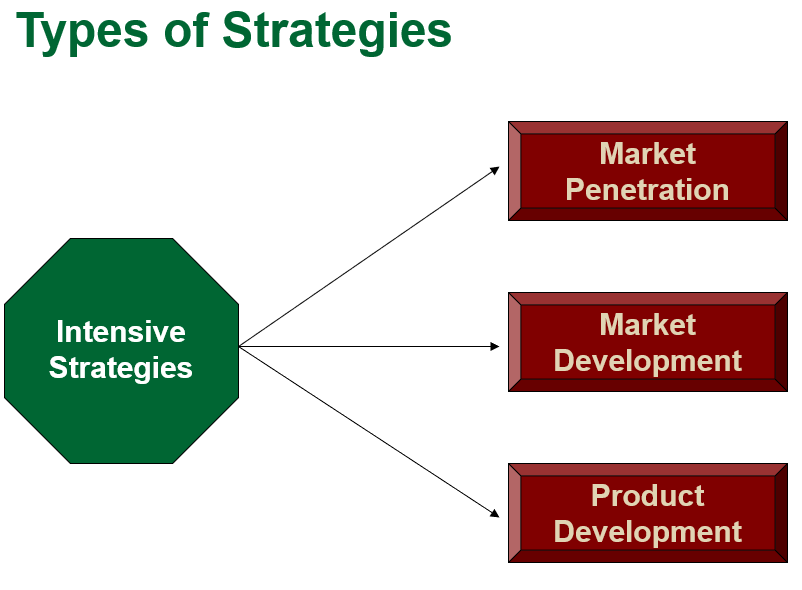 Types of Strategies
Market
Penetration
Intensive
Strategies
Market
Development
Product
Development